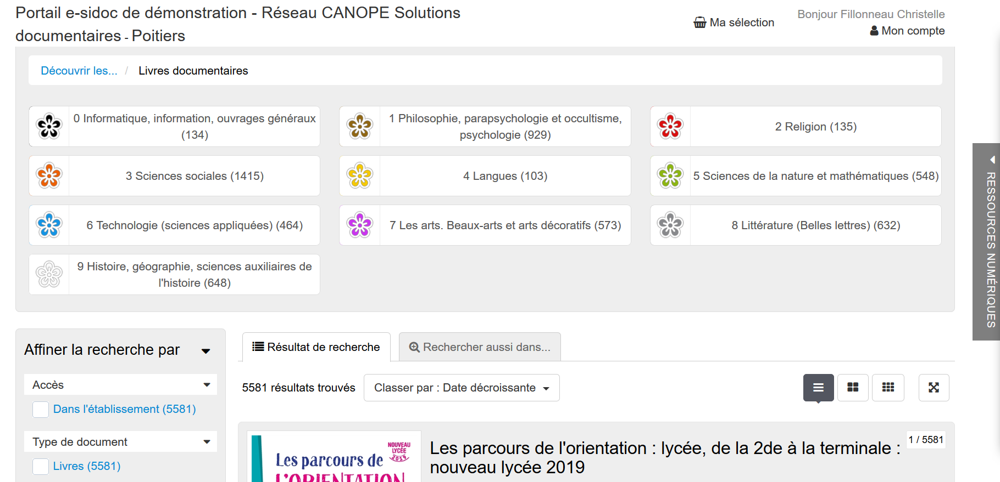 Portail e-sidoc de démonstration - Réseau CANOPE Solutions
documentaires - Poitiers
Ma sélection
Bonjour Fillonneau Christelle
Mon compte
Découvrir les... / Livres documentaires
0 Informatique, information, ouvrages généraux
(134)
1 Philosophie, parapsychologie et occultisme,
psychologie (929)
2 Religion (135)
3 Sciences sociales (1415)
4 Langues (103)
5 Sciences de la nature et mathématiques (548)
6 Technologie (sciences appliquées) (464)
7 Les arts. Beaux-arts et arts décoratifs (573)
8 Littérature (Belles lettres) (632)
9 Histoire, géographie, sciences auxiliaires de
l'histoire (648)
RESSOURCES NUMÉRIQUES
Affiner la recherche par
Accès
Dans l'établissement (5581)
Type de document
Livres (5581)
Résultat de recherche
Rechercher aussi dans...
5581 résultats trouvés
Classer par : Date décroissante
NOUVEAU
LYCÉE
2019
Les parcours de
L'ORIENTATION
Les parcours de l'orientation : lycée, de la 2de à la terminale :
nouveau lycée 2019
1 / 5581